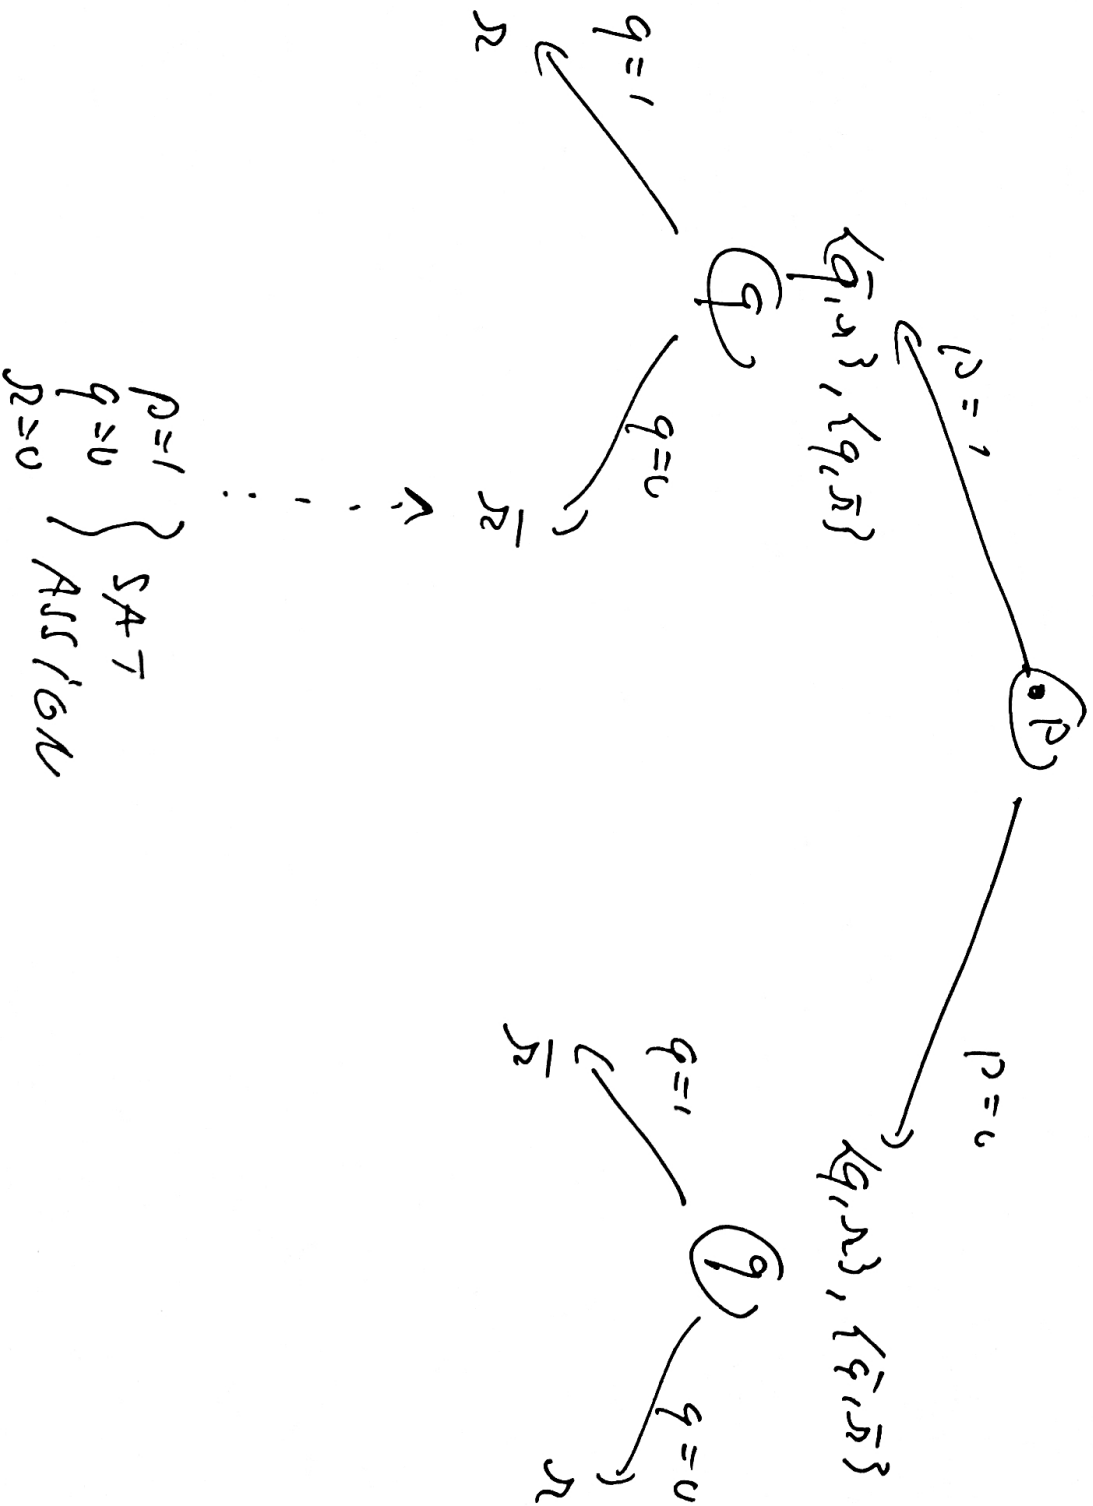 p
p=1
p=0
{q̄, r}, {q, r̄}
{q, r}, {q̄, r̄}
q
q
q=1
q=0
q=1
q=0
r
r̄
r̄
r
p=1
q=0 } SAT
r=0 ASSIGN